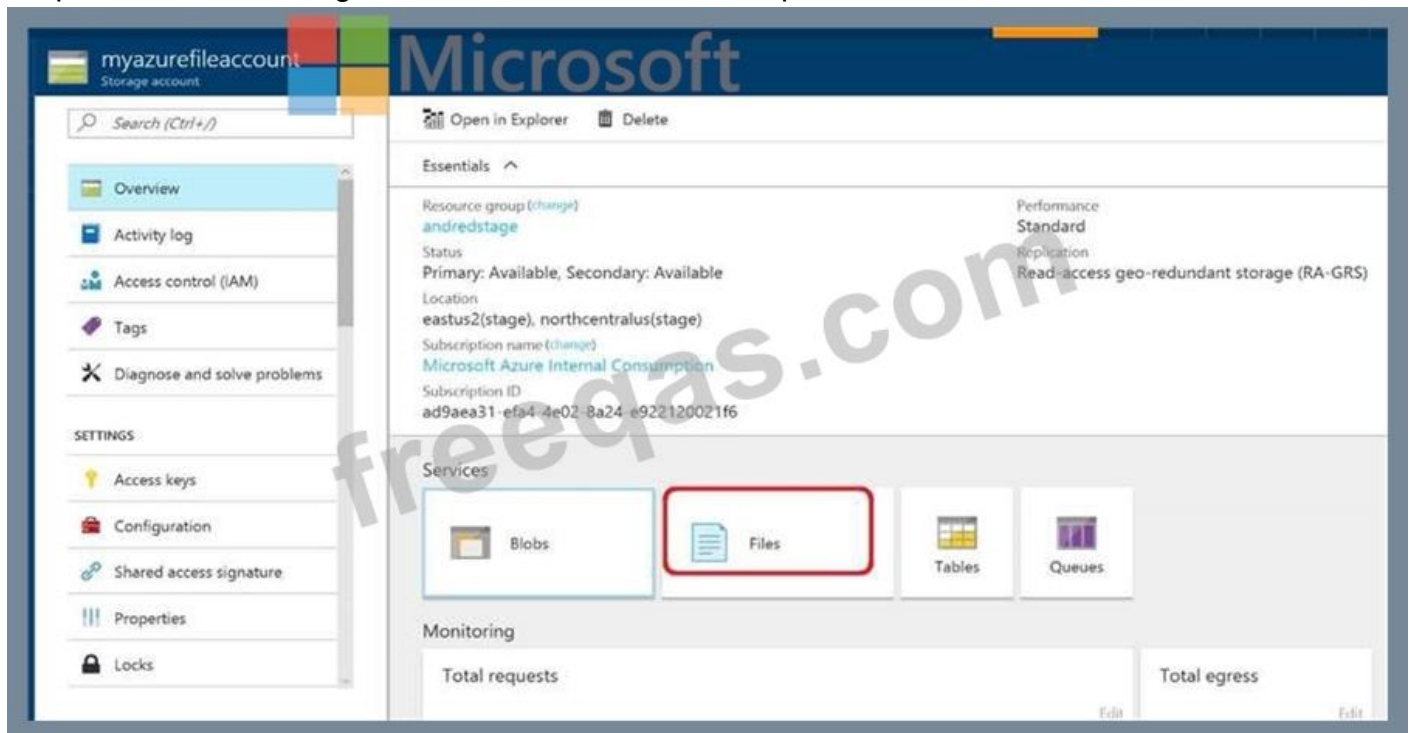 myazurefileaccount
Storage account
Microsoft
Search (Ctrl+/)
Overview
Activity log
Access control (IAM)
Tags
Diagnose and solve problems
SETTINGS
Access keys
Configuration
Shared access signature
Properties
Locks
Open in Explorer Delete
Essentials
Resource group (change)
andredstage
Status
Primary: Available, Secondary: Available
Location
eastus2(stage), northcentralus(stage)
Subscription name (change)
Microsoft Azure Internal Consumption
Subscription ID
ad9aea31-efa4-4e02-8a24-e922120021f6
Performance
Standard
Replication
Read-access geo-redundant storage (RA-GRS)
freeqas.com
Services
Blobs
Files
Tables
Queues
Monitoring
Total requests
Edit
Total egress
Edit